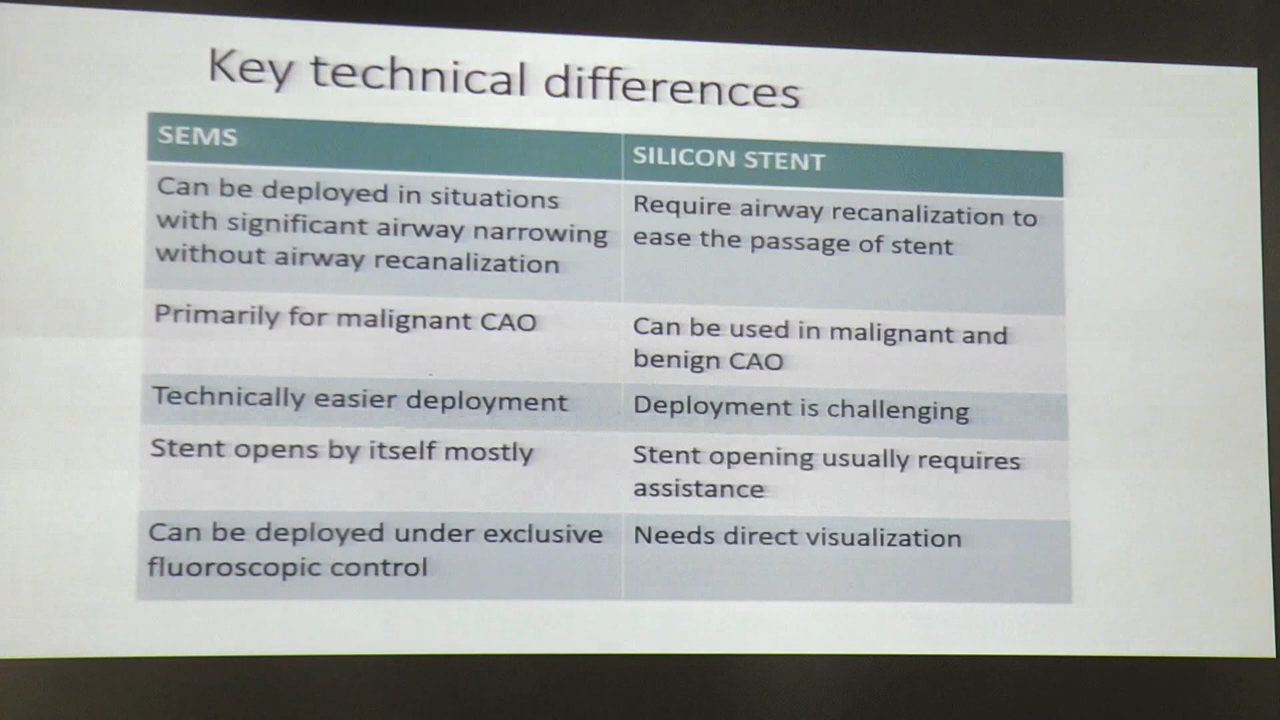 Key technical differences
SEMS
SILICON STENT
Can be deployed in situations
with significant airway narrowing
without airway recanalization
Require airway recanalization to
ease the passage of stent
Primarily for malignant CAO
Can be used in malignant and
benign CAO
Technically easier deployment
Deployment is challenging
Stent opens by itself mostly
Stent opening usually requires
assistance
Can be deployed under exclusive
fluoroscopic control
Needs direct visualization